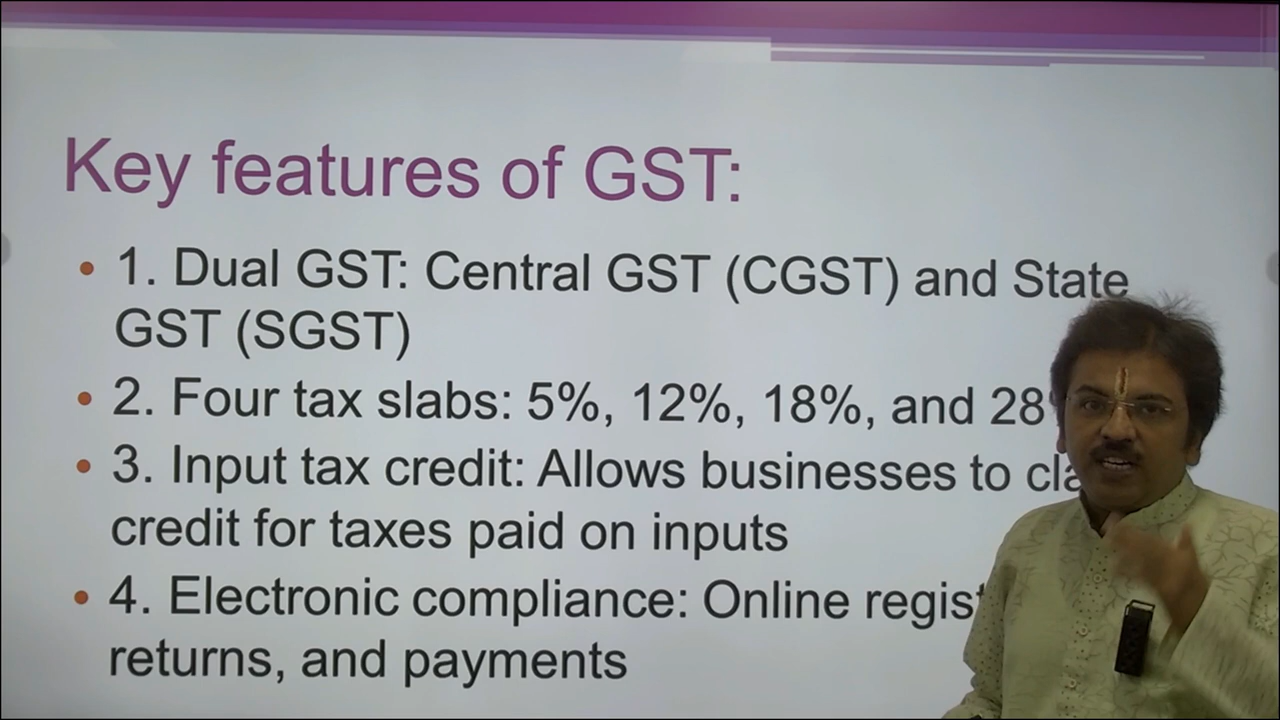 Key features of GST:
• 1. Dual GST: Central GST (CGST) and State
GST (SGST)
• 2. Four tax slabs: 5%, 12%, 18%, and 28
• 3. Input tax credit: Allows businesses to
credit for taxes paid on inputs
• 4. Electronic compliance: Online
returns, and payments